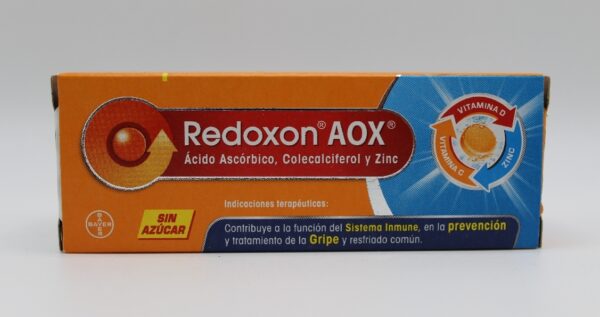 Redoxon® AOX®
Ácido Ascórbico, Colecalciferol y Zinc
VITAMINA D
VITAMINA C
ZINC
Indicaciones terapéuticas:
BAYER
BAYER
SIN
AZÚCAR
Contribuye a la función del Sistema Inmune, en la prevención
y tratamiento de la Gripe y resfriado común.